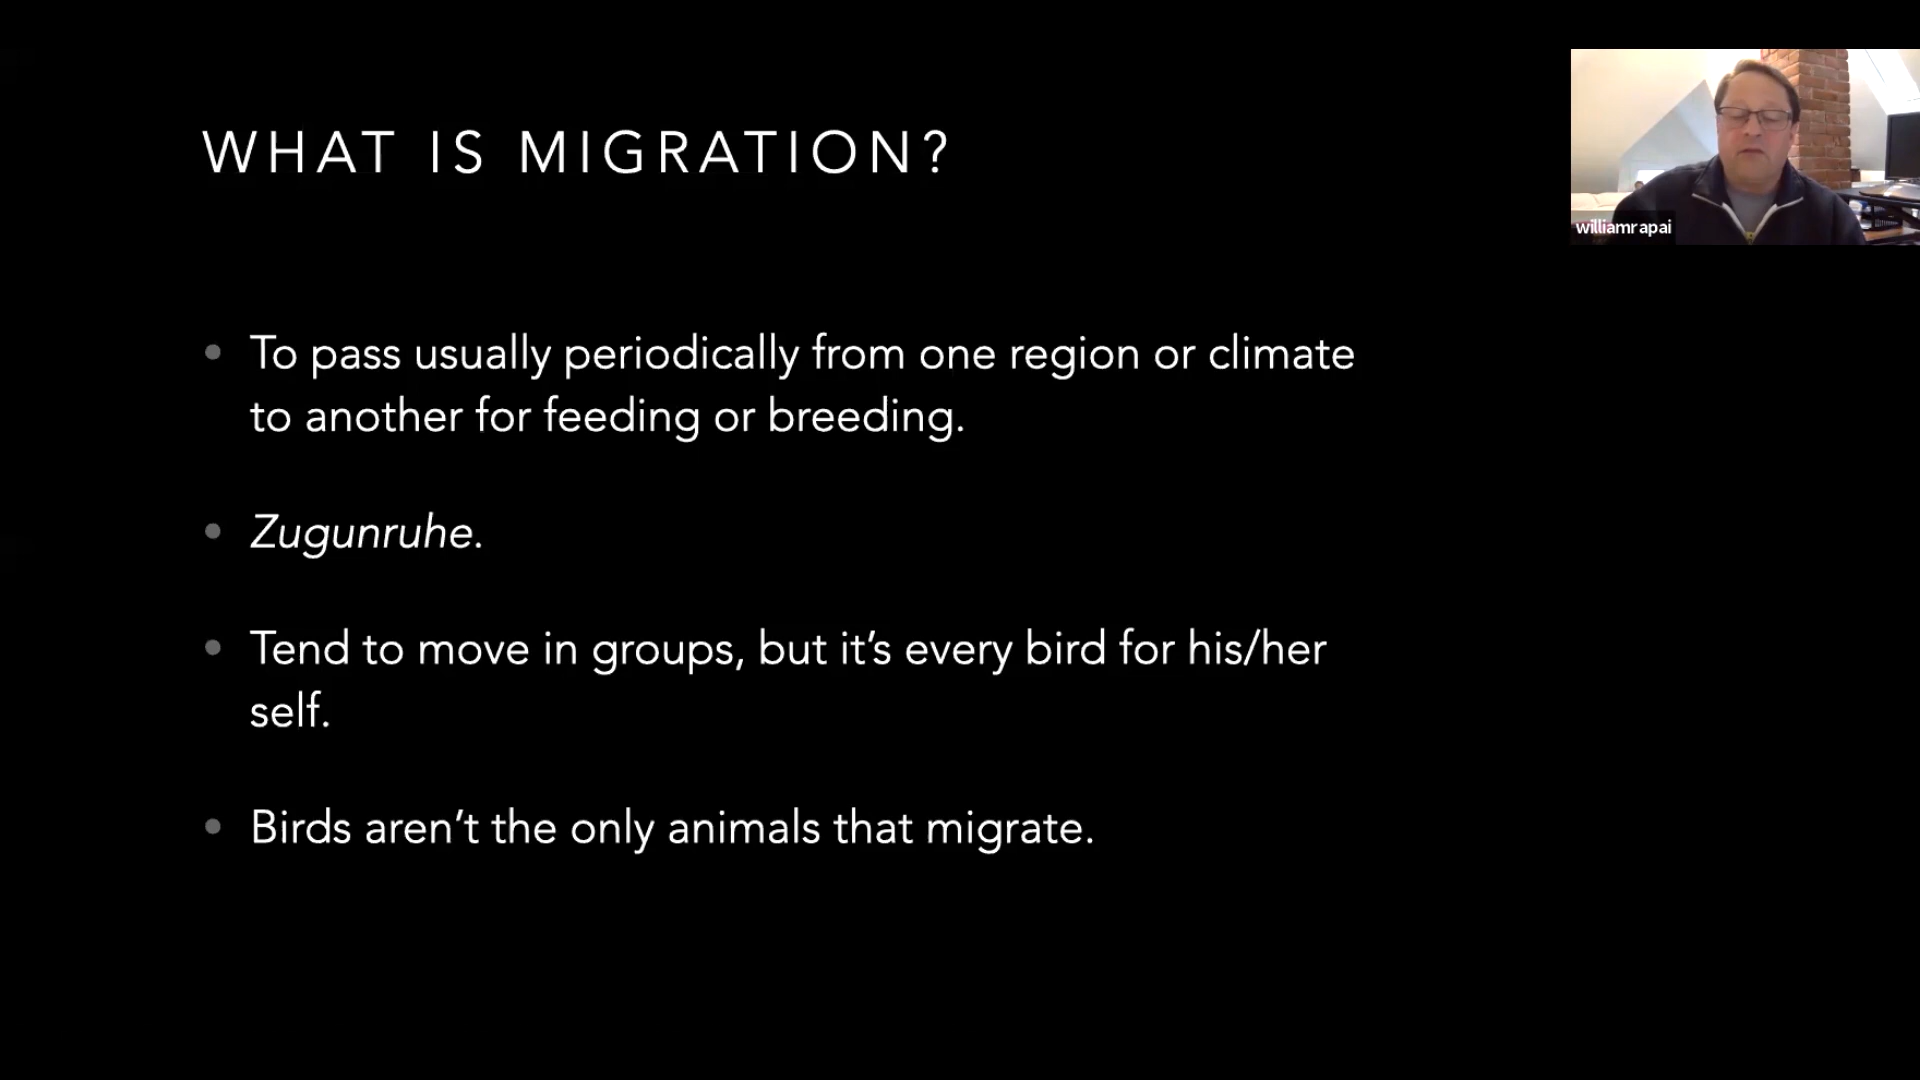 WHAT IS MIGRATION?
williamrapai
• To pass usually periodically from one region or climate
to another for feeding or breeding.
• Zugunruhe.
• Tend to move in groups, but it’s every bird for his/her
self.
• Birds aren’t the only animals that migrate.